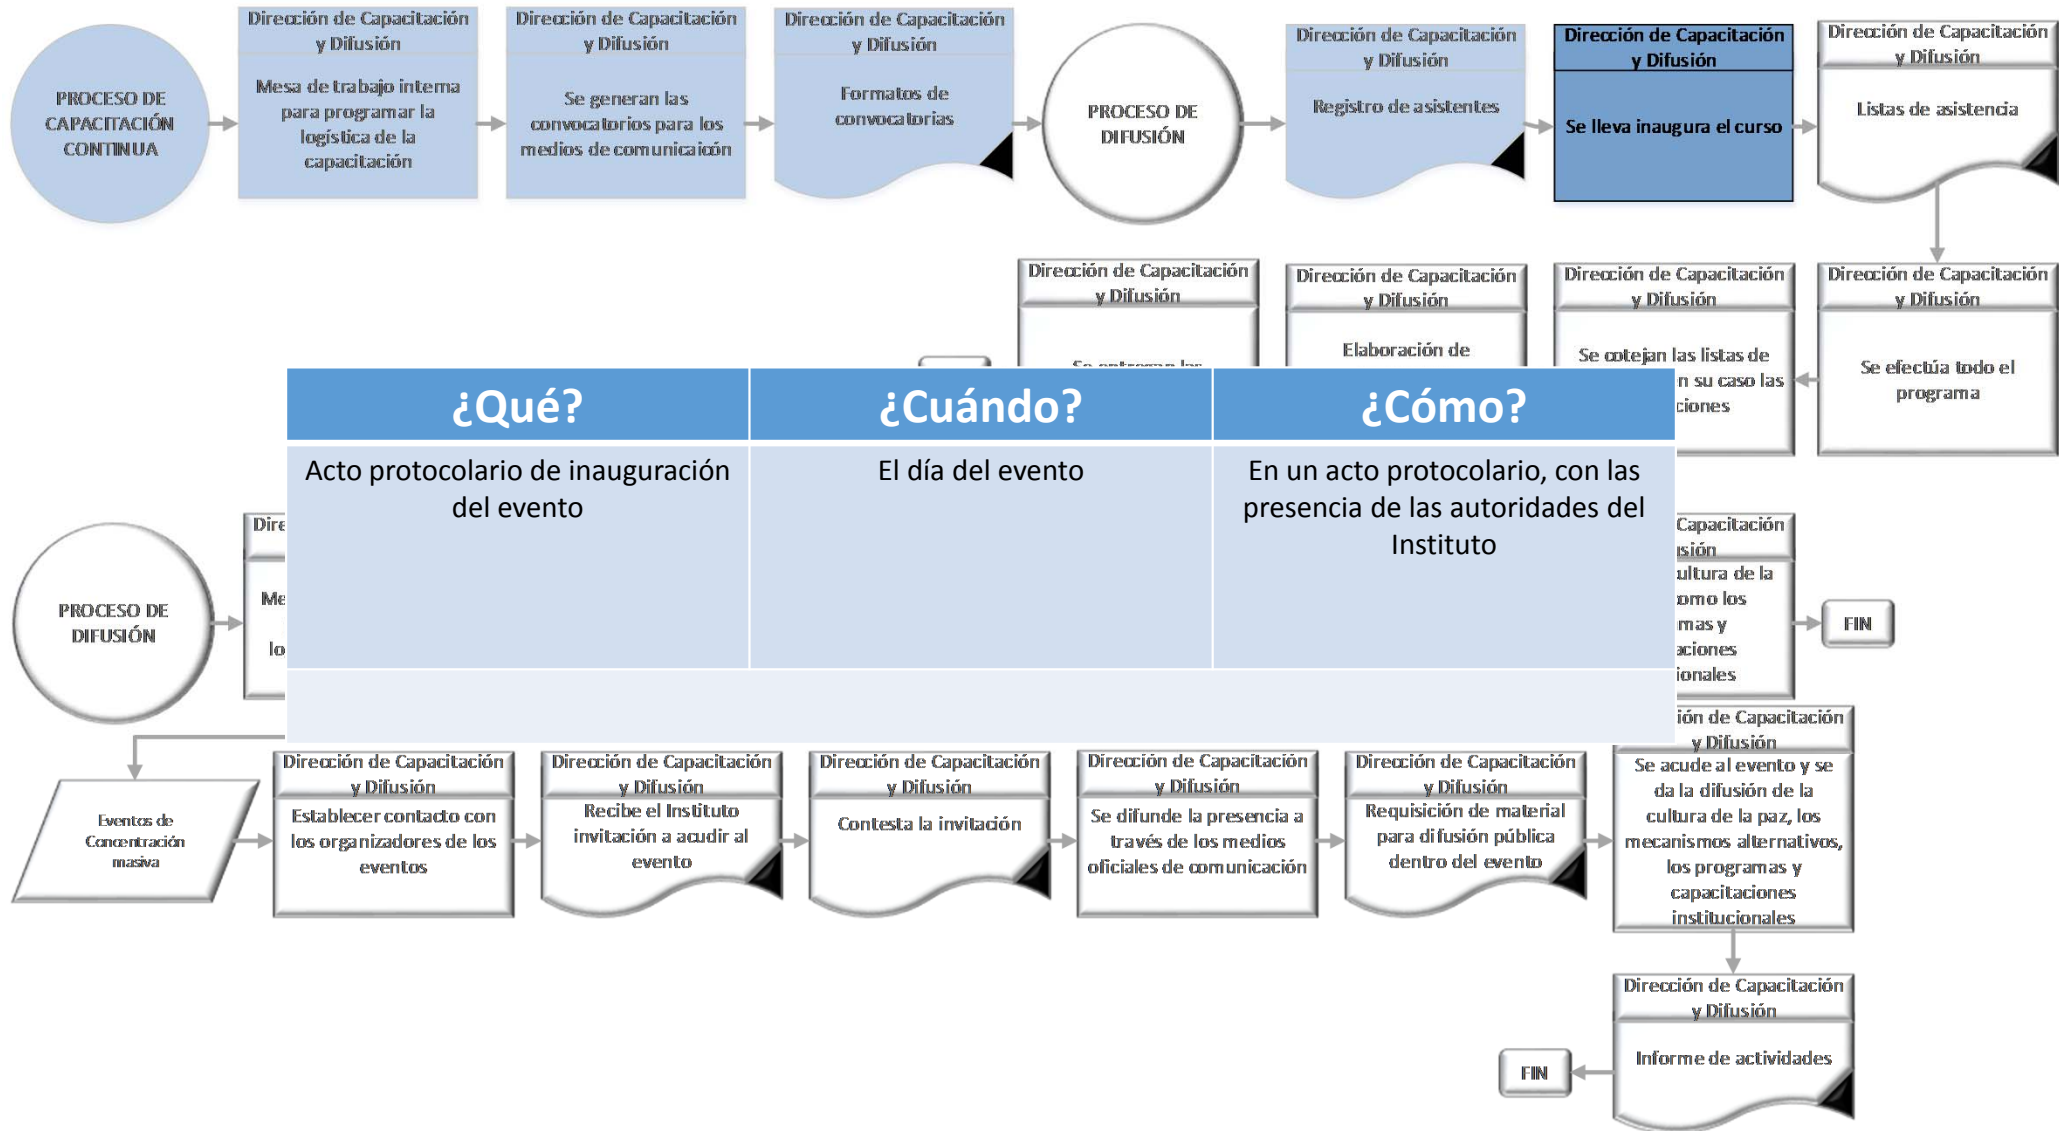 PROCESO DE
CAPACITACIÓN
CONTINUA
Dirección de Capacitación
y Difusión
Mesa de trabajo interna
para programar la
logística de la
capacitación
Dirección de Capacitación
y Difusión
Se generan las
convocatorios para los
medios de comunicaicón
Dirección de Capacitación
y Difusión
Formatos de
convocatorias
PROCESO DE
DIFUSIÓN
Dirección de Capacitación
y Difusión
Registro de asistentes
Dirección de Capacitación
y Difusión
Se lleva inaugura el curso
Dirección de Capacitación
y Difusión
Listas de asistencia
Dirección de Capacitación
y Difusión
Dirección de Capacitación
y Difusión
Elaboración de
Dirección de Capacitación
y Difusión
Se cotejan las listas de
su caso las
Dirección de Capacitación
y Difusión
Se efectúa todo el
programa
¿Qué?
¿Cuándo?
¿Cómo?
Acto protocolario de inauguración
del evento
El día del evento
En un acto protocolario, con las
presencia de las autoridades del
Instituto
PROCESO DE
DIFUSIÓN
Capacitación
de la
los
y
FIN
Eventos de
Concentración
masiva
Dirección de Capacitación
y Difusión
Establecer contacto con
los organizadores de los
eventos
Dirección de Capacitación
y Difusión
Recibe el Instituto
invitación a acudir al
evento
Dirección de Capacitación
y Difusión
Contesta la invitación
Dirección de Capacitación
y Difusión
Se difunde la presencia a
través de los medios
oficiales de comunicación
Dirección de Capacitación
y Difusión
Requisición de material
para difusión pública
dentro del evento
de Capacitación
y Difusión
Se acude al evento y se
da la difusión de la
cultura de la paz, los
mecanismos alternativos,
los programas y
capacitaciones
institucionales
Dirección de Capacitación
y Difusión
Informe de actividades
FIN